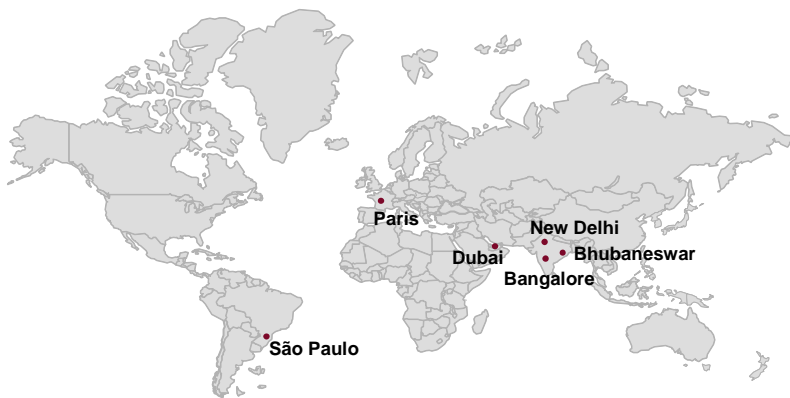 Paris
New Delhi
Dubai
Bhubaneswar
Bangalore
São Paulo